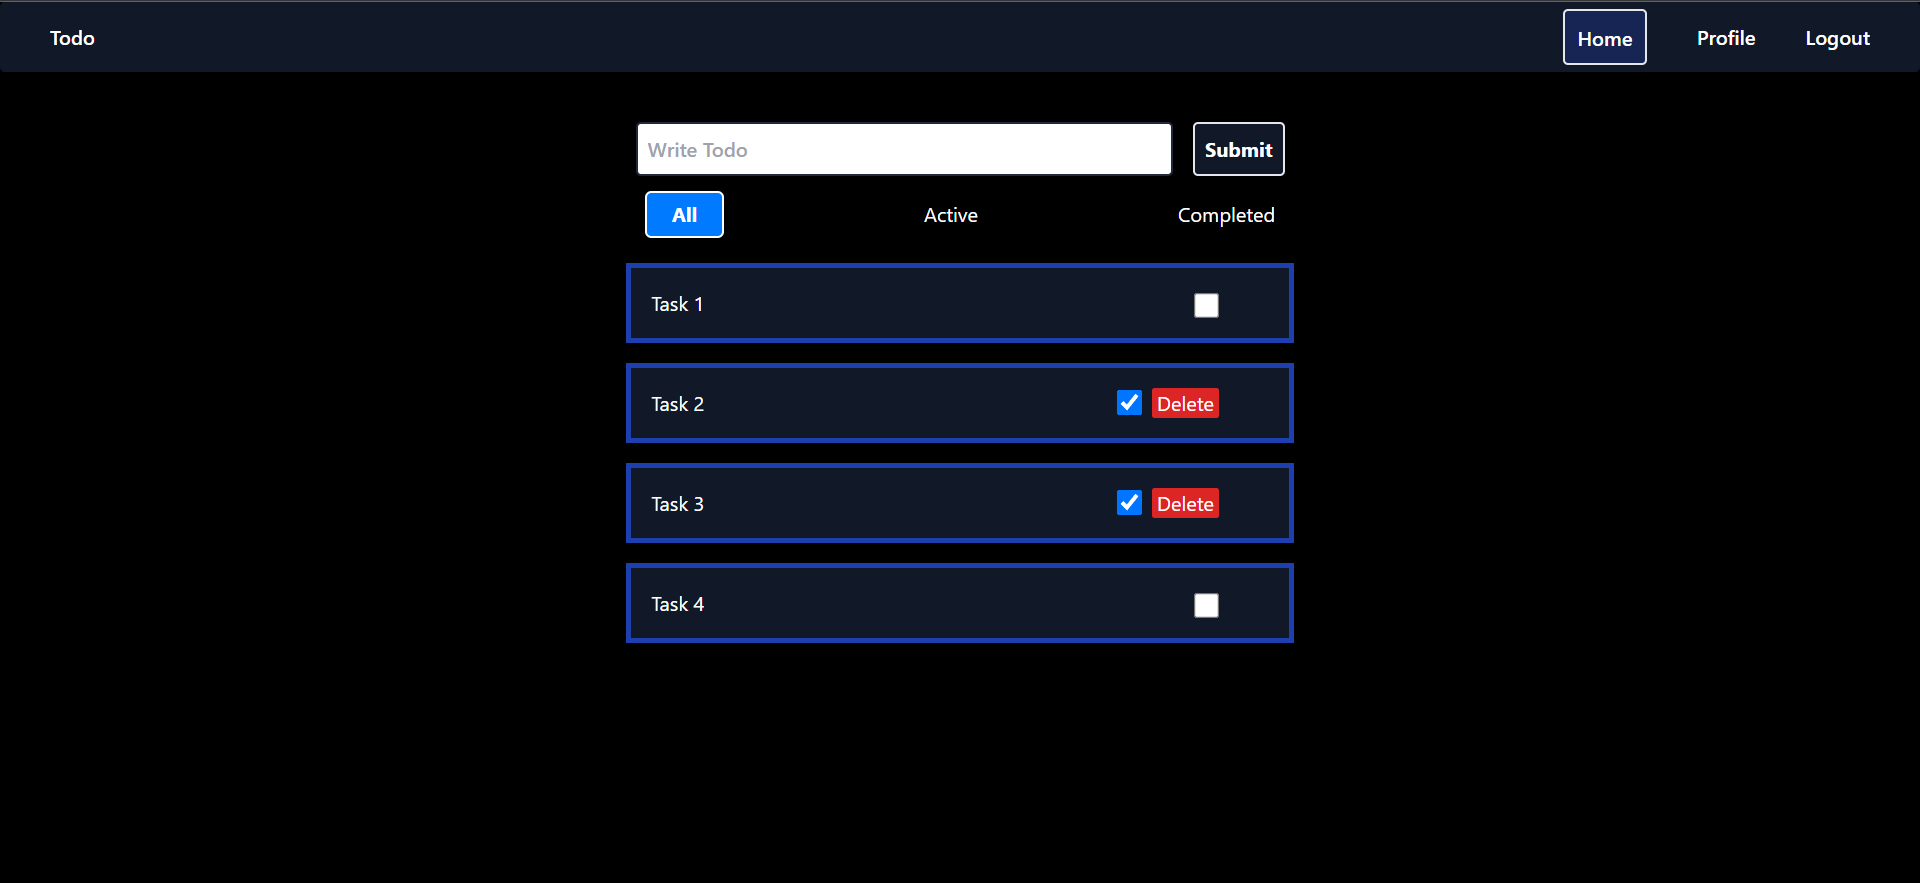 Todo Home Profile Logout
Write Todo Submit
All Active Completed
Task 1
Task 2 Delete
Task 3 Delete
Task 4